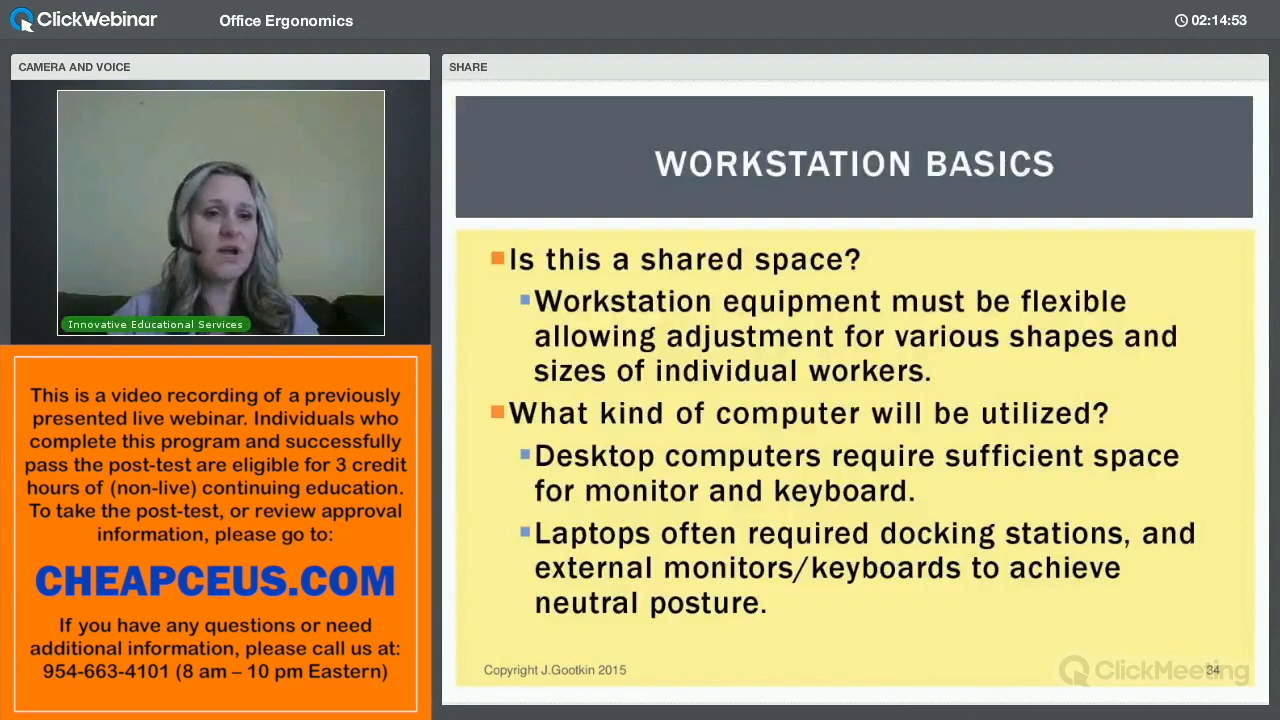 ClickWebinar
Office Ergonomics
02:14:53
CAMERA AND VOICE
Innovative Educational Services
This is a video recording of a previously
presented live webinar. Individuals who
complete this program and successfully
pass the post-test are eligible for 3 credit
hours of (non-live) continuing education.
To take the post-test, or review approval
information, please go to:
CHEAPCEUS.COM
If you have any questions or need
additional information, please call us at:
954-663-4101 (8 am – 10 pm Eastern)
SHARE
WORKSTATION BASICS
Is this a shared space?
Workstation equipment must be flexible
allowing adjustment for various shapes and
sizes of individual workers.
What kind of computer will be utilized?
Desktop computers require sufficient space
for monitor and keyboard.
Laptops often required docking stations, and
external monitors/keyboards to achieve
neutral posture.
Copyright J.Gootkin 2015
34
ClickMeeting